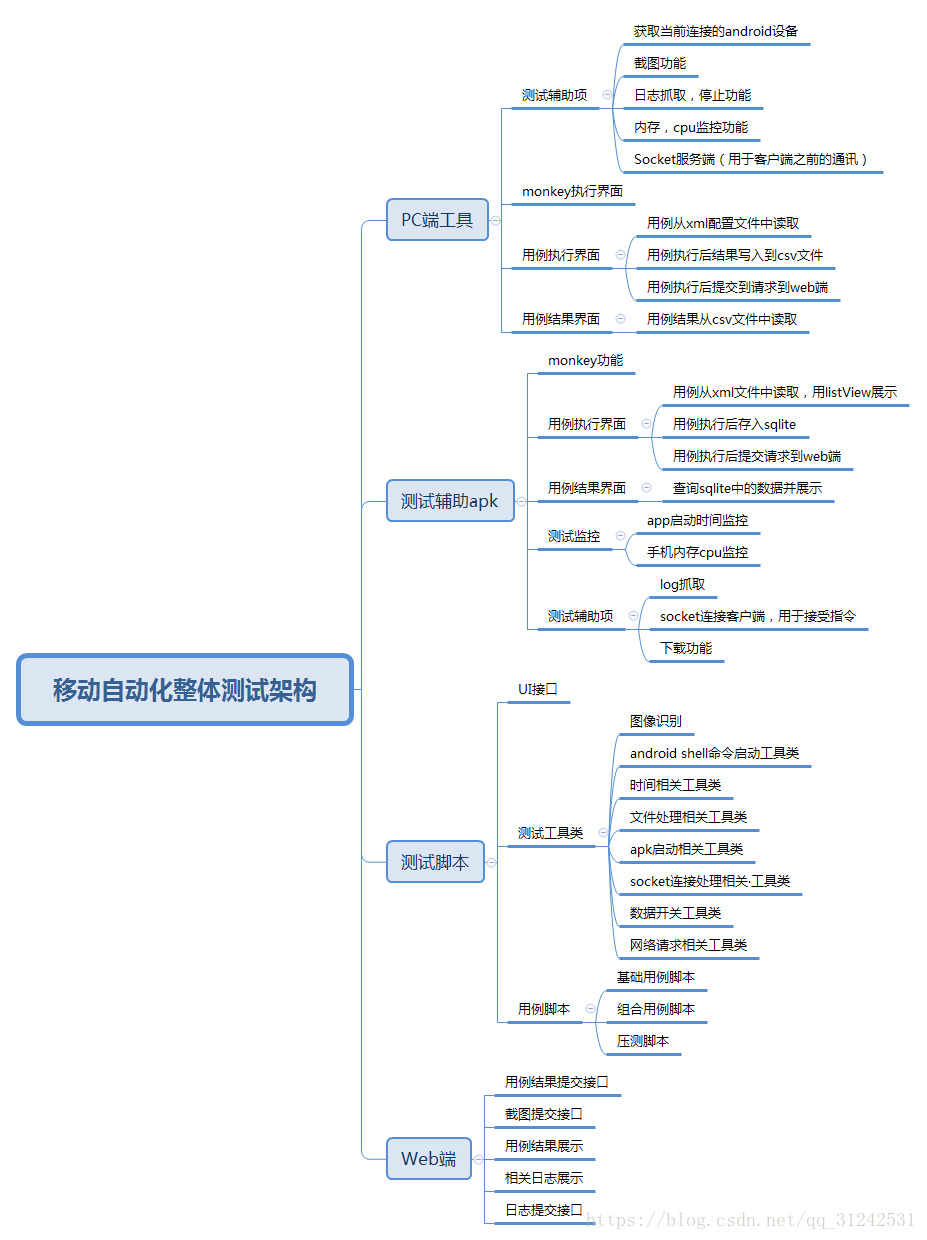 移动自动化整体测试架构
PC端工具
测试辅助项
获取当前连接的android设备
截图功能
日志抓取，停止功能
内存，cpu监控功能
Socket服务端（用于客户端之前的通讯）
monkey执行界面
用例执行界面
用例从xml配置文件中读取
用例执行后结果写入到csv文件
用例执行后提交到请求到web端
用例结果界面
用例结果从csv文件中读取
测试辅助apk
monkey功能
用例执行界面
用例从xml文件中读取，用listView展示
用例执行后存入sqlite
用例执行后提交请求到web端
用例结果界面
查询sqlite中的数据并展示
测试监控
app启动时间监控
手机内存cpu监控
测试辅助项
log抓取
socket连接客户端，用于接受指令
下载功能
测试脚本
UI接口
测试工具类
图像识别
android shell命令启动工具类
时间相关工具类
文件处理相关工具类
apk启动相关工具类
socket连接处理相关·工具类
数据开关工具类
网络请求相关工具类
用例脚本
基础用例脚本
组合用例脚本
压测脚本
Web端
用例结果提交接口
截图提交接口
用例结果展示
相关日志展示
日志提交接口
https://blog.csdn.net/qq_31242531